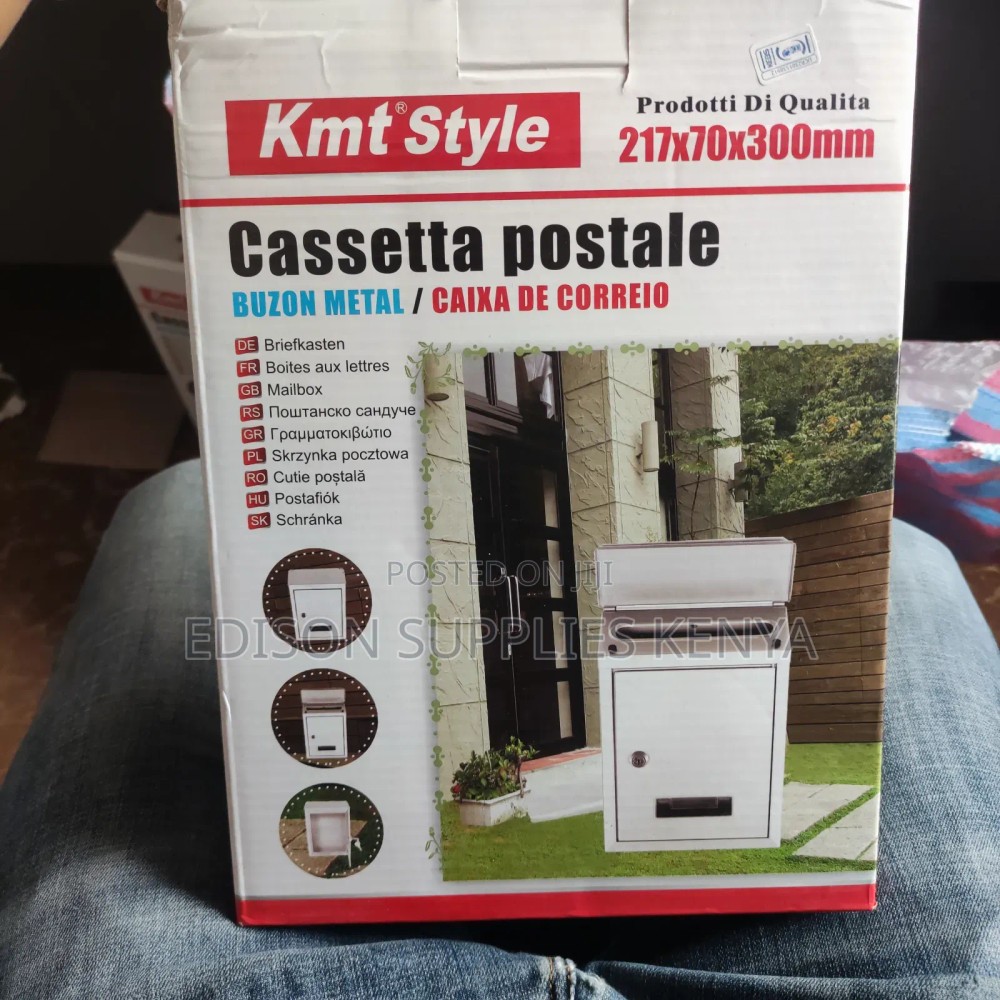 Kmt® Style
Prodotti Di Qualita
217x70x300mm
Cassetta postale
BUZON METAL / CAIXA DE CORREIO
DE Briefkasten
FR Boites aux lettres
GB Mailbox
RS Поштанско сандуче
GR Γραμματοκιβώτιο
PL Skrzynka pocztowa
RO Cutie poștală
HU Postafiók
SK Schránka
POSTED ON JIJI
EDISON SUPPLIES KENYA